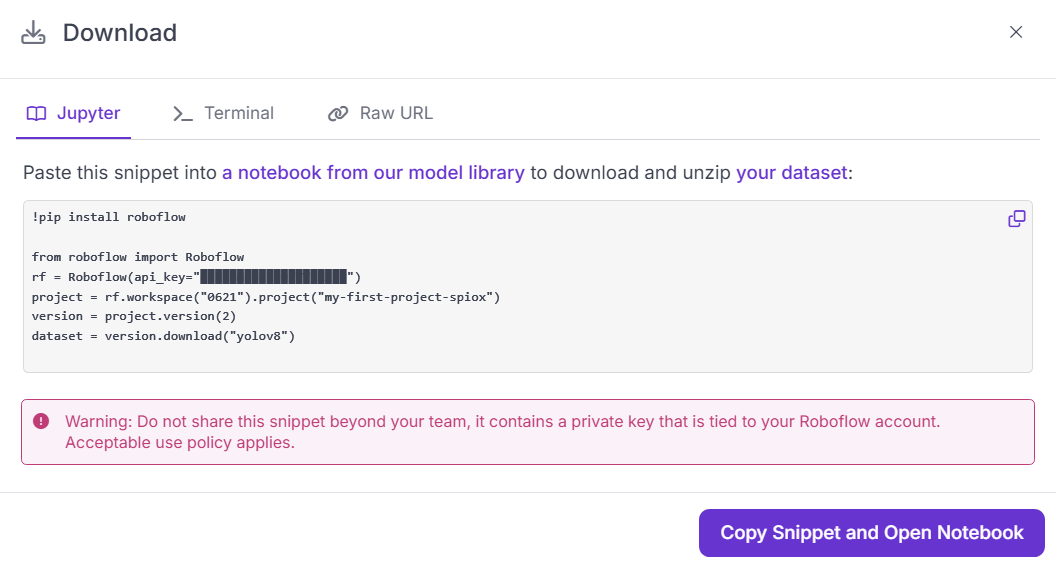 Download
Jupyter
Terminal
Raw URL
Paste this snippet into a notebook from our model library to download and unzip your dataset:
!pip install roboflow
from roboflow import Roboflow
rf = Roboflow(api_key="████████████████████")
project = rf.workspace("0621").project("my-first-project-spiox")
version = project.version(2)
dataset = version.download("yolov8")
Warning: Do not share this snippet beyond your team, it contains a private key that is tied to your Roboflow account.
Acceptable use policy applies.
Copy Snippet and Open Notebook